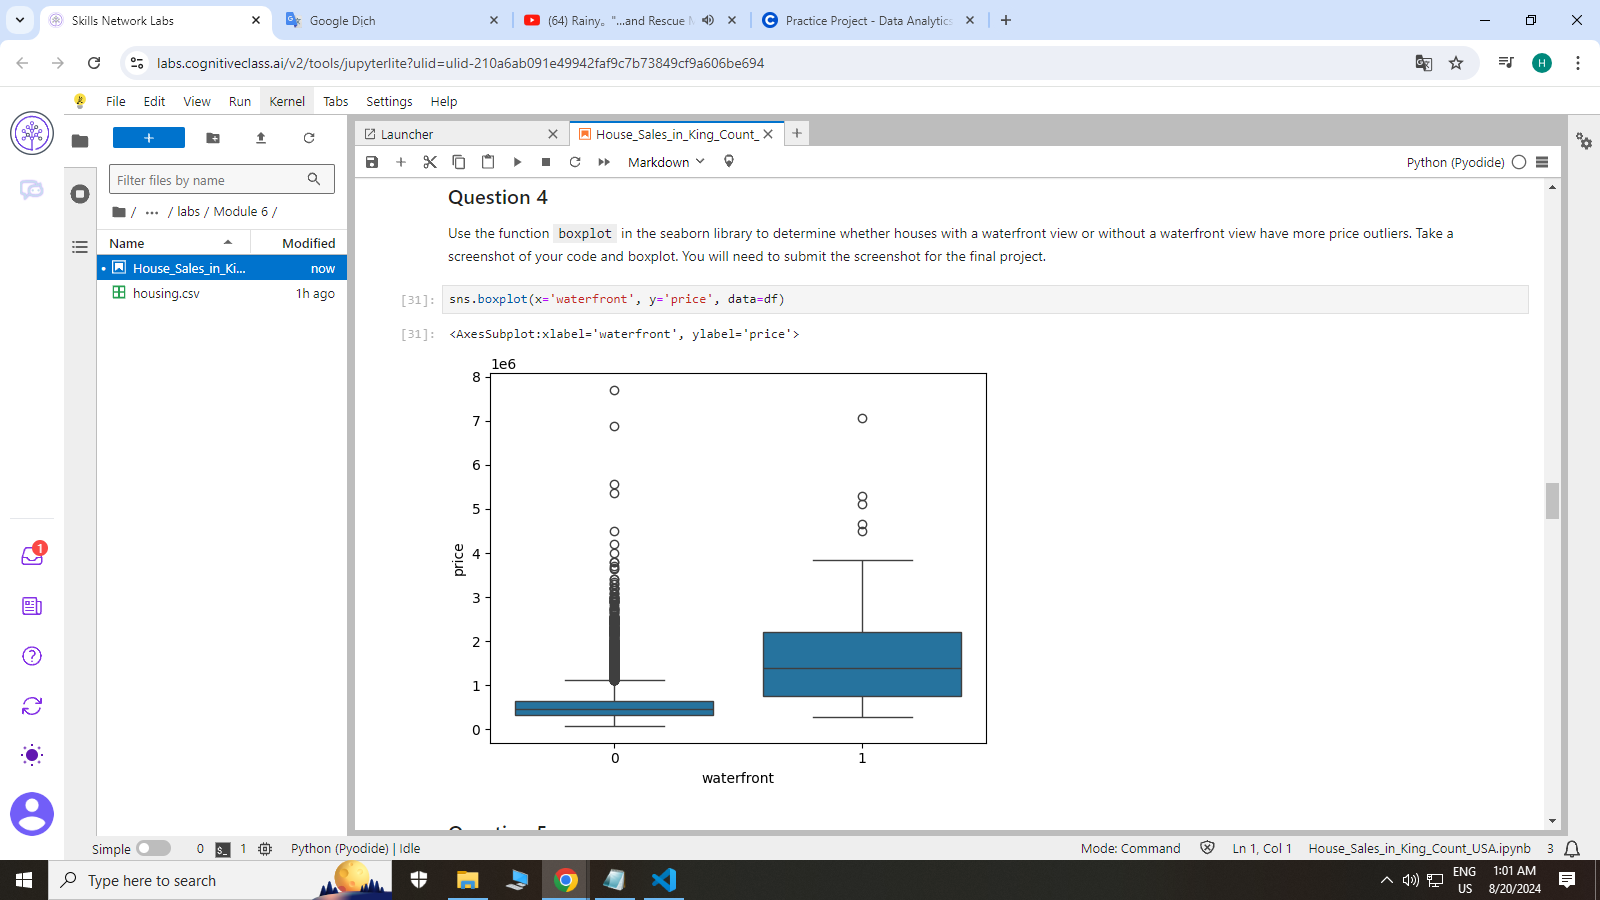 Skills Network Labs
Google Dịch
(64) Rainy。"...and Rescue
Practice Project - Data Analytics
labs.cognitiveclass.ai/v2/tools/jupyterlite?ulid=ulid-210a6ab091e49942faf9c7b73849cf9a606be694
H
File Edit View Run Kernel Tabs Settings Help
Launcher
House_Sales_in_King_Count_
Markdown
Python (Pyodide)
Filter files by name
/ ... / labs / Module 6 /
Name Modified
House_Sales_in_Ki... now
housing.csv 1h ago
1
Question 4
Use the function boxplot in the seaborn library to determine whether houses with a waterfront view or without a waterfront view have more price outliers. Take a
screenshot of your code and boxplot. You will need to submit the screenshot for the final project.
[31]: sns.boxplot(x='waterfront', y='price', data=df)
[31]: <AxesSubplot:xlabel='waterfront', ylabel='price'>
1e6
8
7
6
5
4
3
2
1
0
price
0 1
waterfront
Simple 0 $_ 1 Python (Pyodide) | Idle
Mode: Command Ln 1, Col 1 House_Sales_in_King_Count_USA.ipynb 3
Type here to search
ENG
US
1:01 AM
8/20/2024